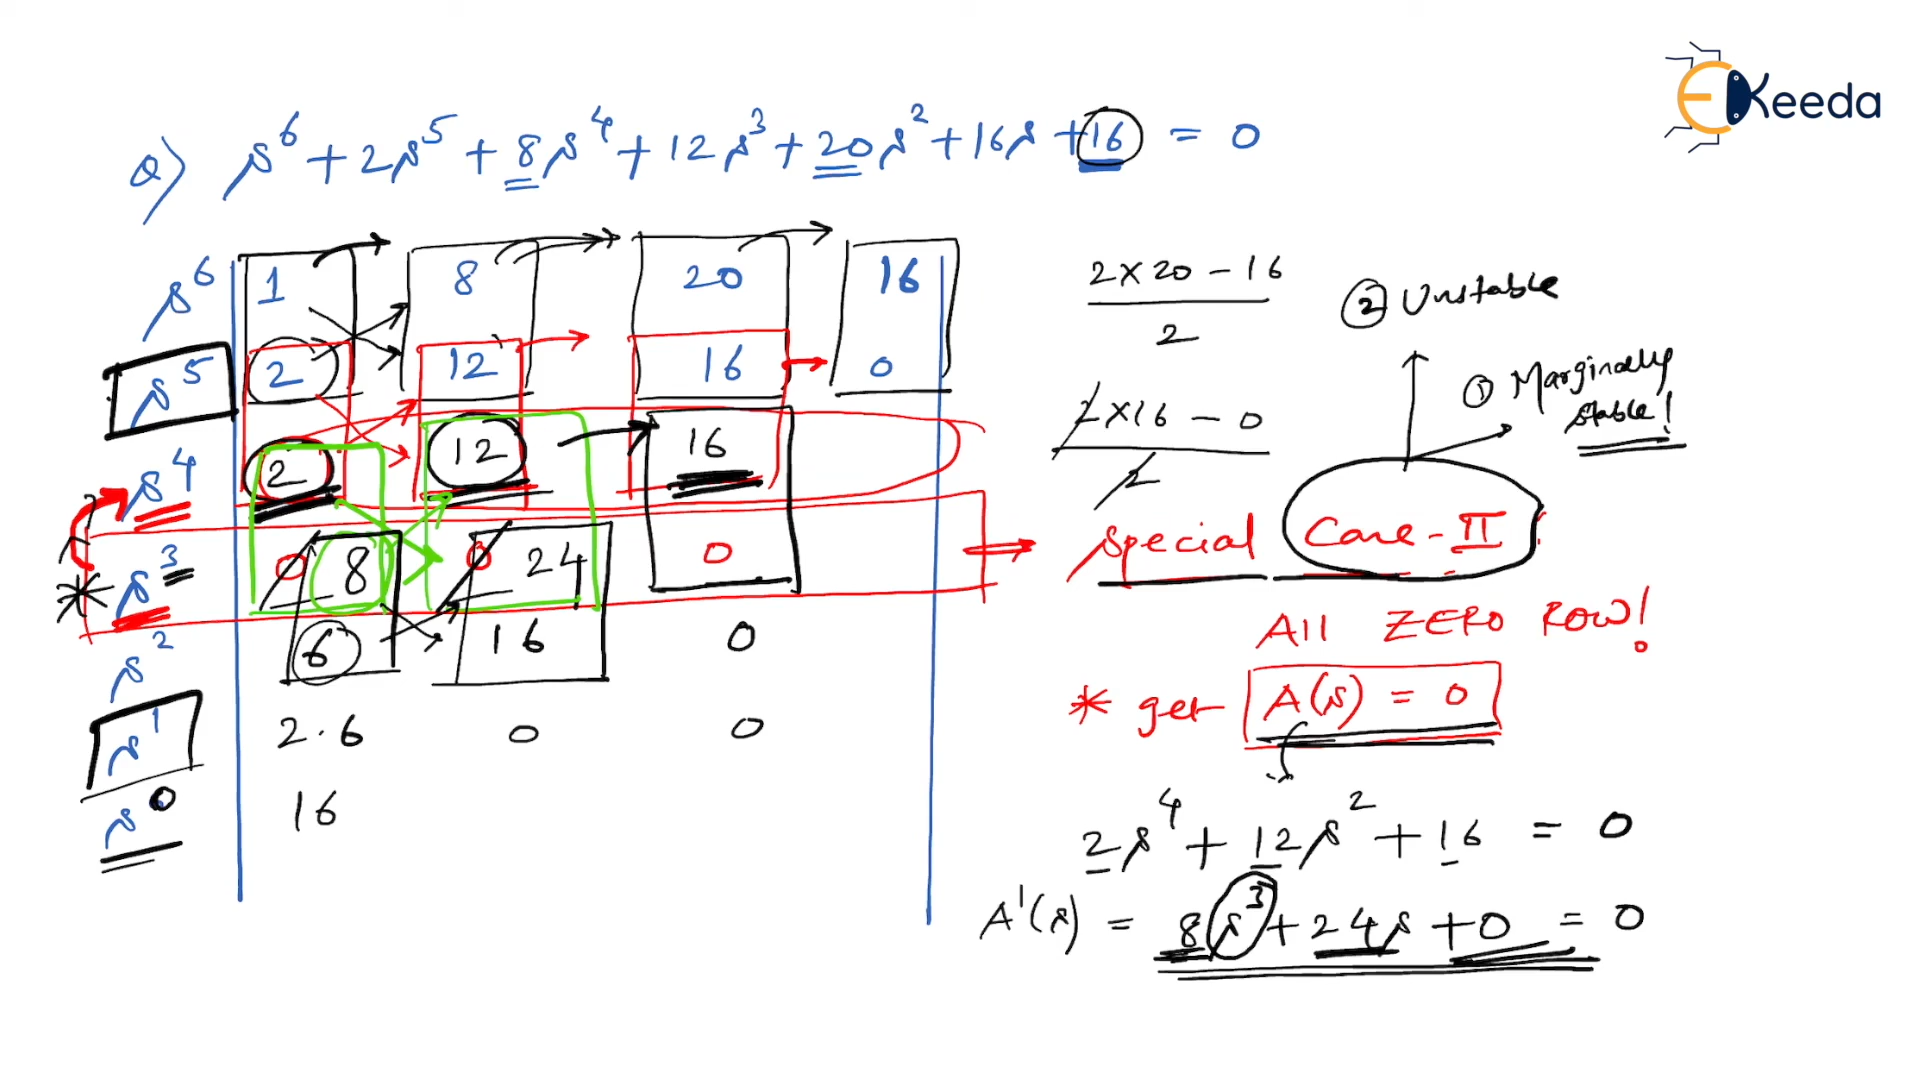 EKeeda
Q) s⁶ + 2s⁵ + 8s⁴ + 12s³ + 20s² + 16s + 16 = 0
s⁶ 1 8 20 16
s⁵ 2 12 16 0
s⁴ 2 12 16
s³ 0 8 0 24 0
s² 6 16 0
s¹ 2.6 0 0
s⁰ 16
2×20-16
2
2×16-0
2
② Unstable
① Marginally
stable!
special Case-II
All ZERO ROW!
* get A(s) = 0
2s⁴ + 12s² + 16 = 0
A'(s) = 8s³ + 24s + 0 = 0